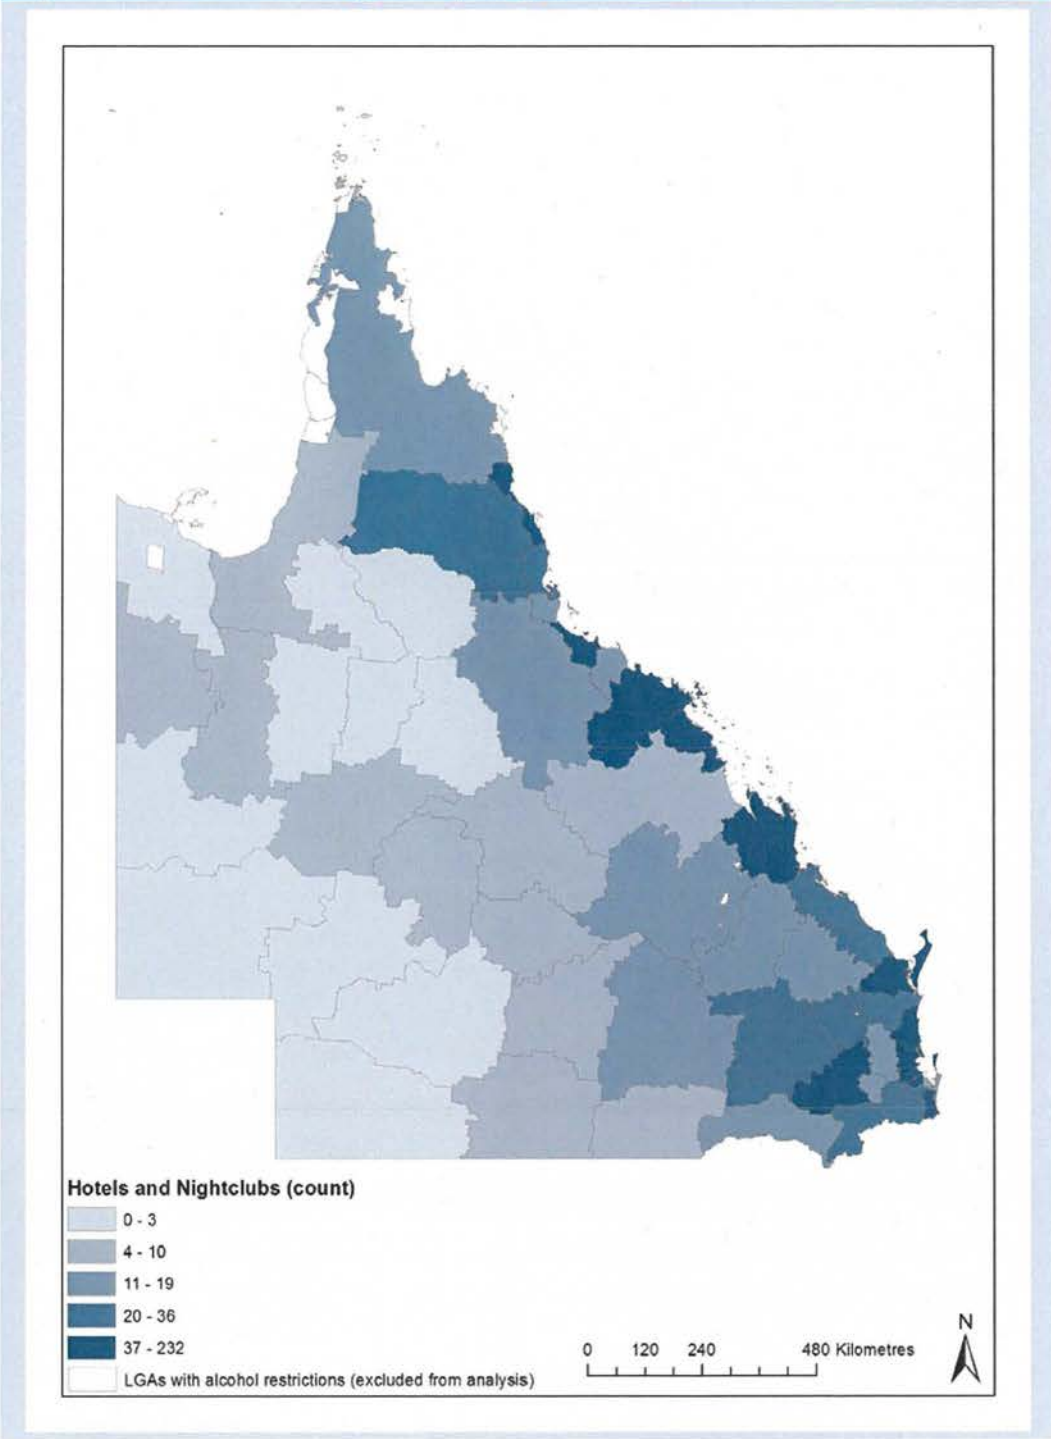 Hotels and Nightclubs (count)
0 - 3
4 - 10
11 - 19
20 - 36
37 - 232
LGAs with alcohol restrictions (excluded from analysis)
0 120 240 480 Kilometres
N